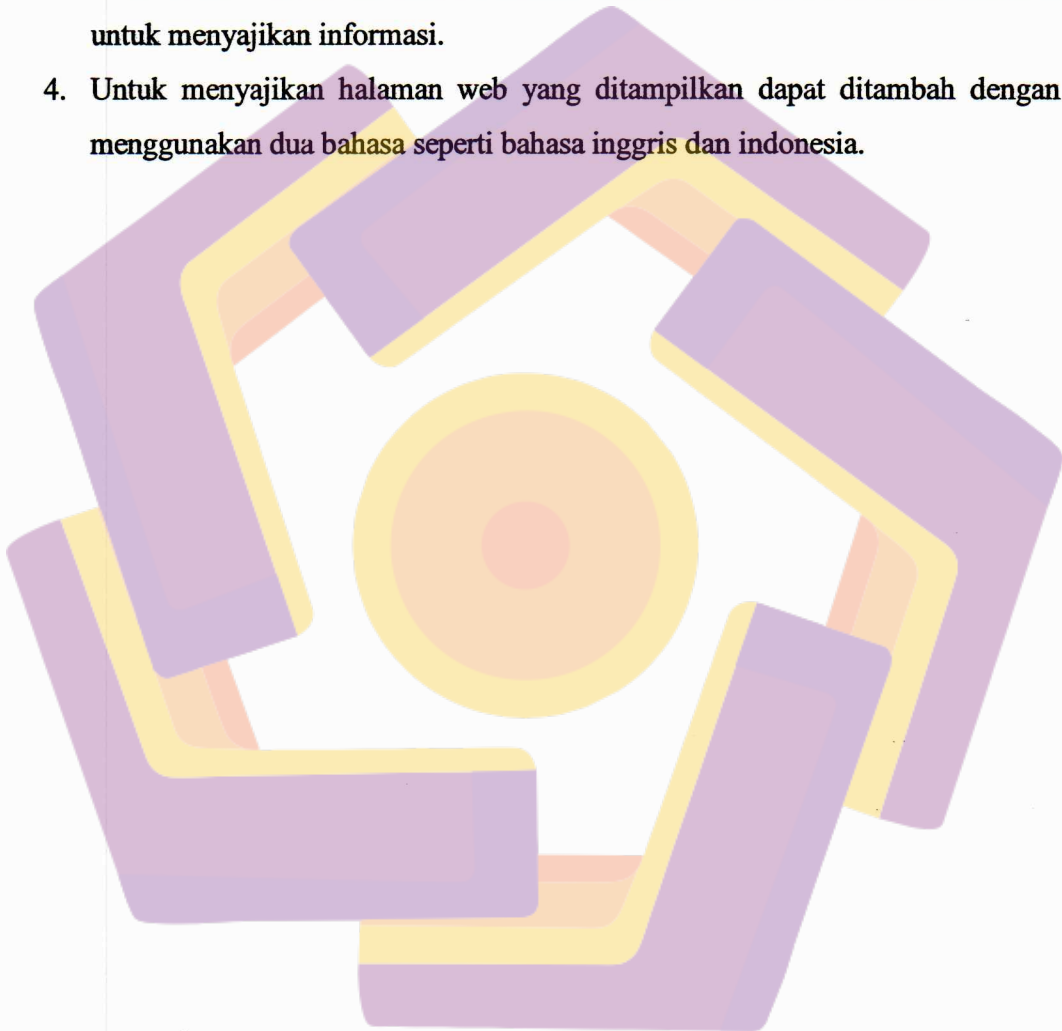 untuk menyajikan informasi.
4. Untuk menyajikan halaman web yang ditampilkan dapat ditambah dengan
menggunakan dua bahasa seperti bahasa inggris dan indonesia.